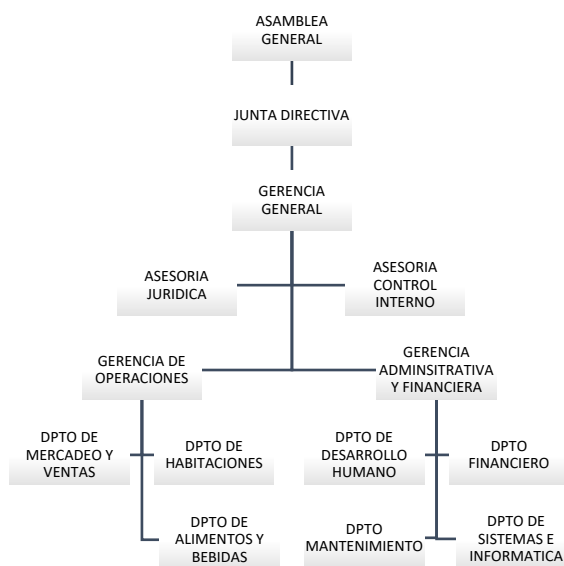 ASAMBLEA
GENERAL
JUNTA DIRECTIVA
GERENCIA
GENERAL
ASESORIA
JURIDICA
ASESORIA
CONTROL
INTERNO
GERENCIA DE
OPERACIONES
GERENCIA
ADMINSITRATIVA
Y FINANCIERA
DPTO DE
MERCADEO Y
VENTAS
DPTO DE
HABITACIONES
DPTO DE
DESARROLLO
HUMANO
DPTO
FINANCIERO
DPTO DE
ALIMENTOS Y
BEBIDAS
DPTO
MANTENIMIENTO
DPTO DE
SISTEMAS E
INFORMATICA